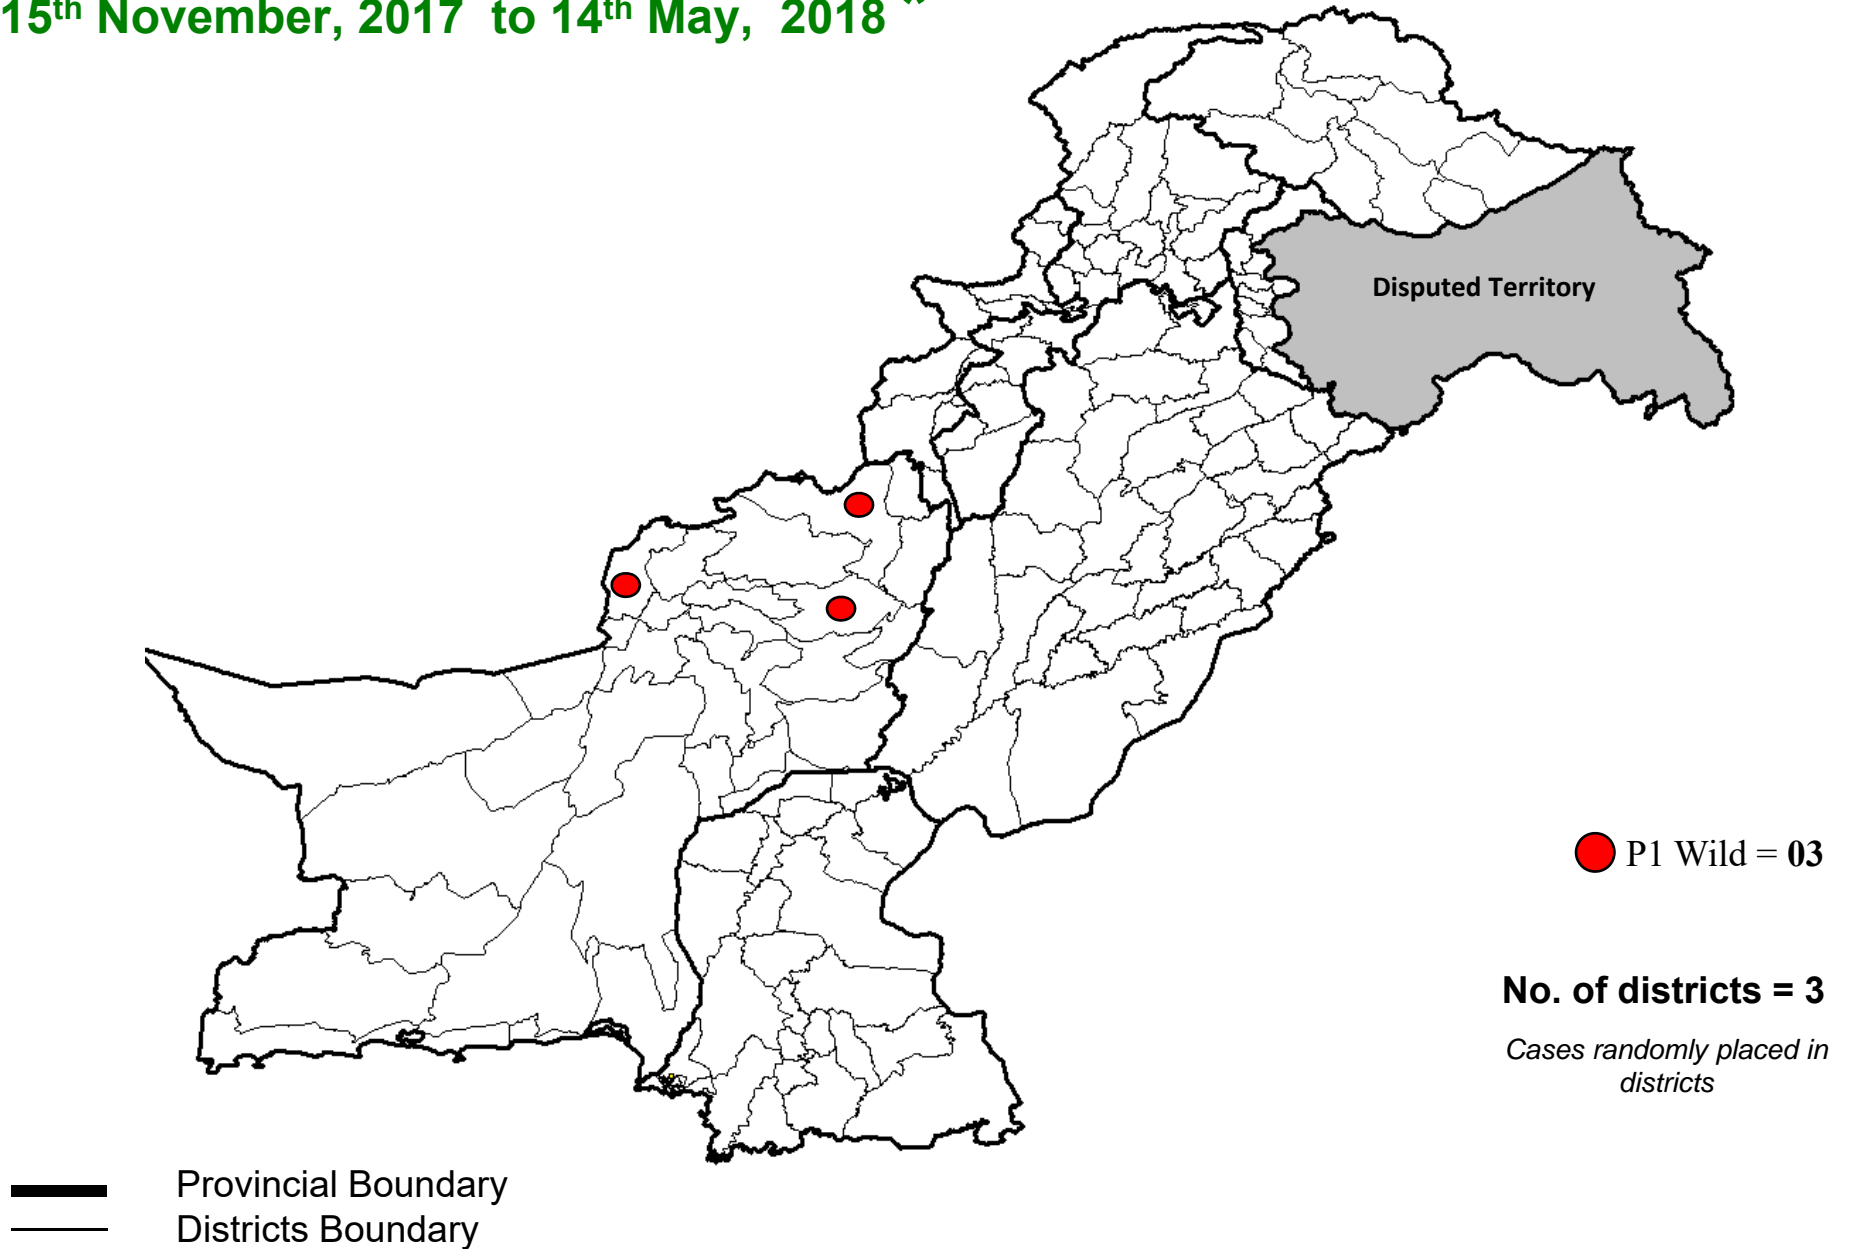 15th November, 2017 to 14th May, 2018 "
Disputed Territory
P1 Wild = 03
No. of districts = 3
Cases randomly placed in
districts
Provincial Boundary
Districts Boundary